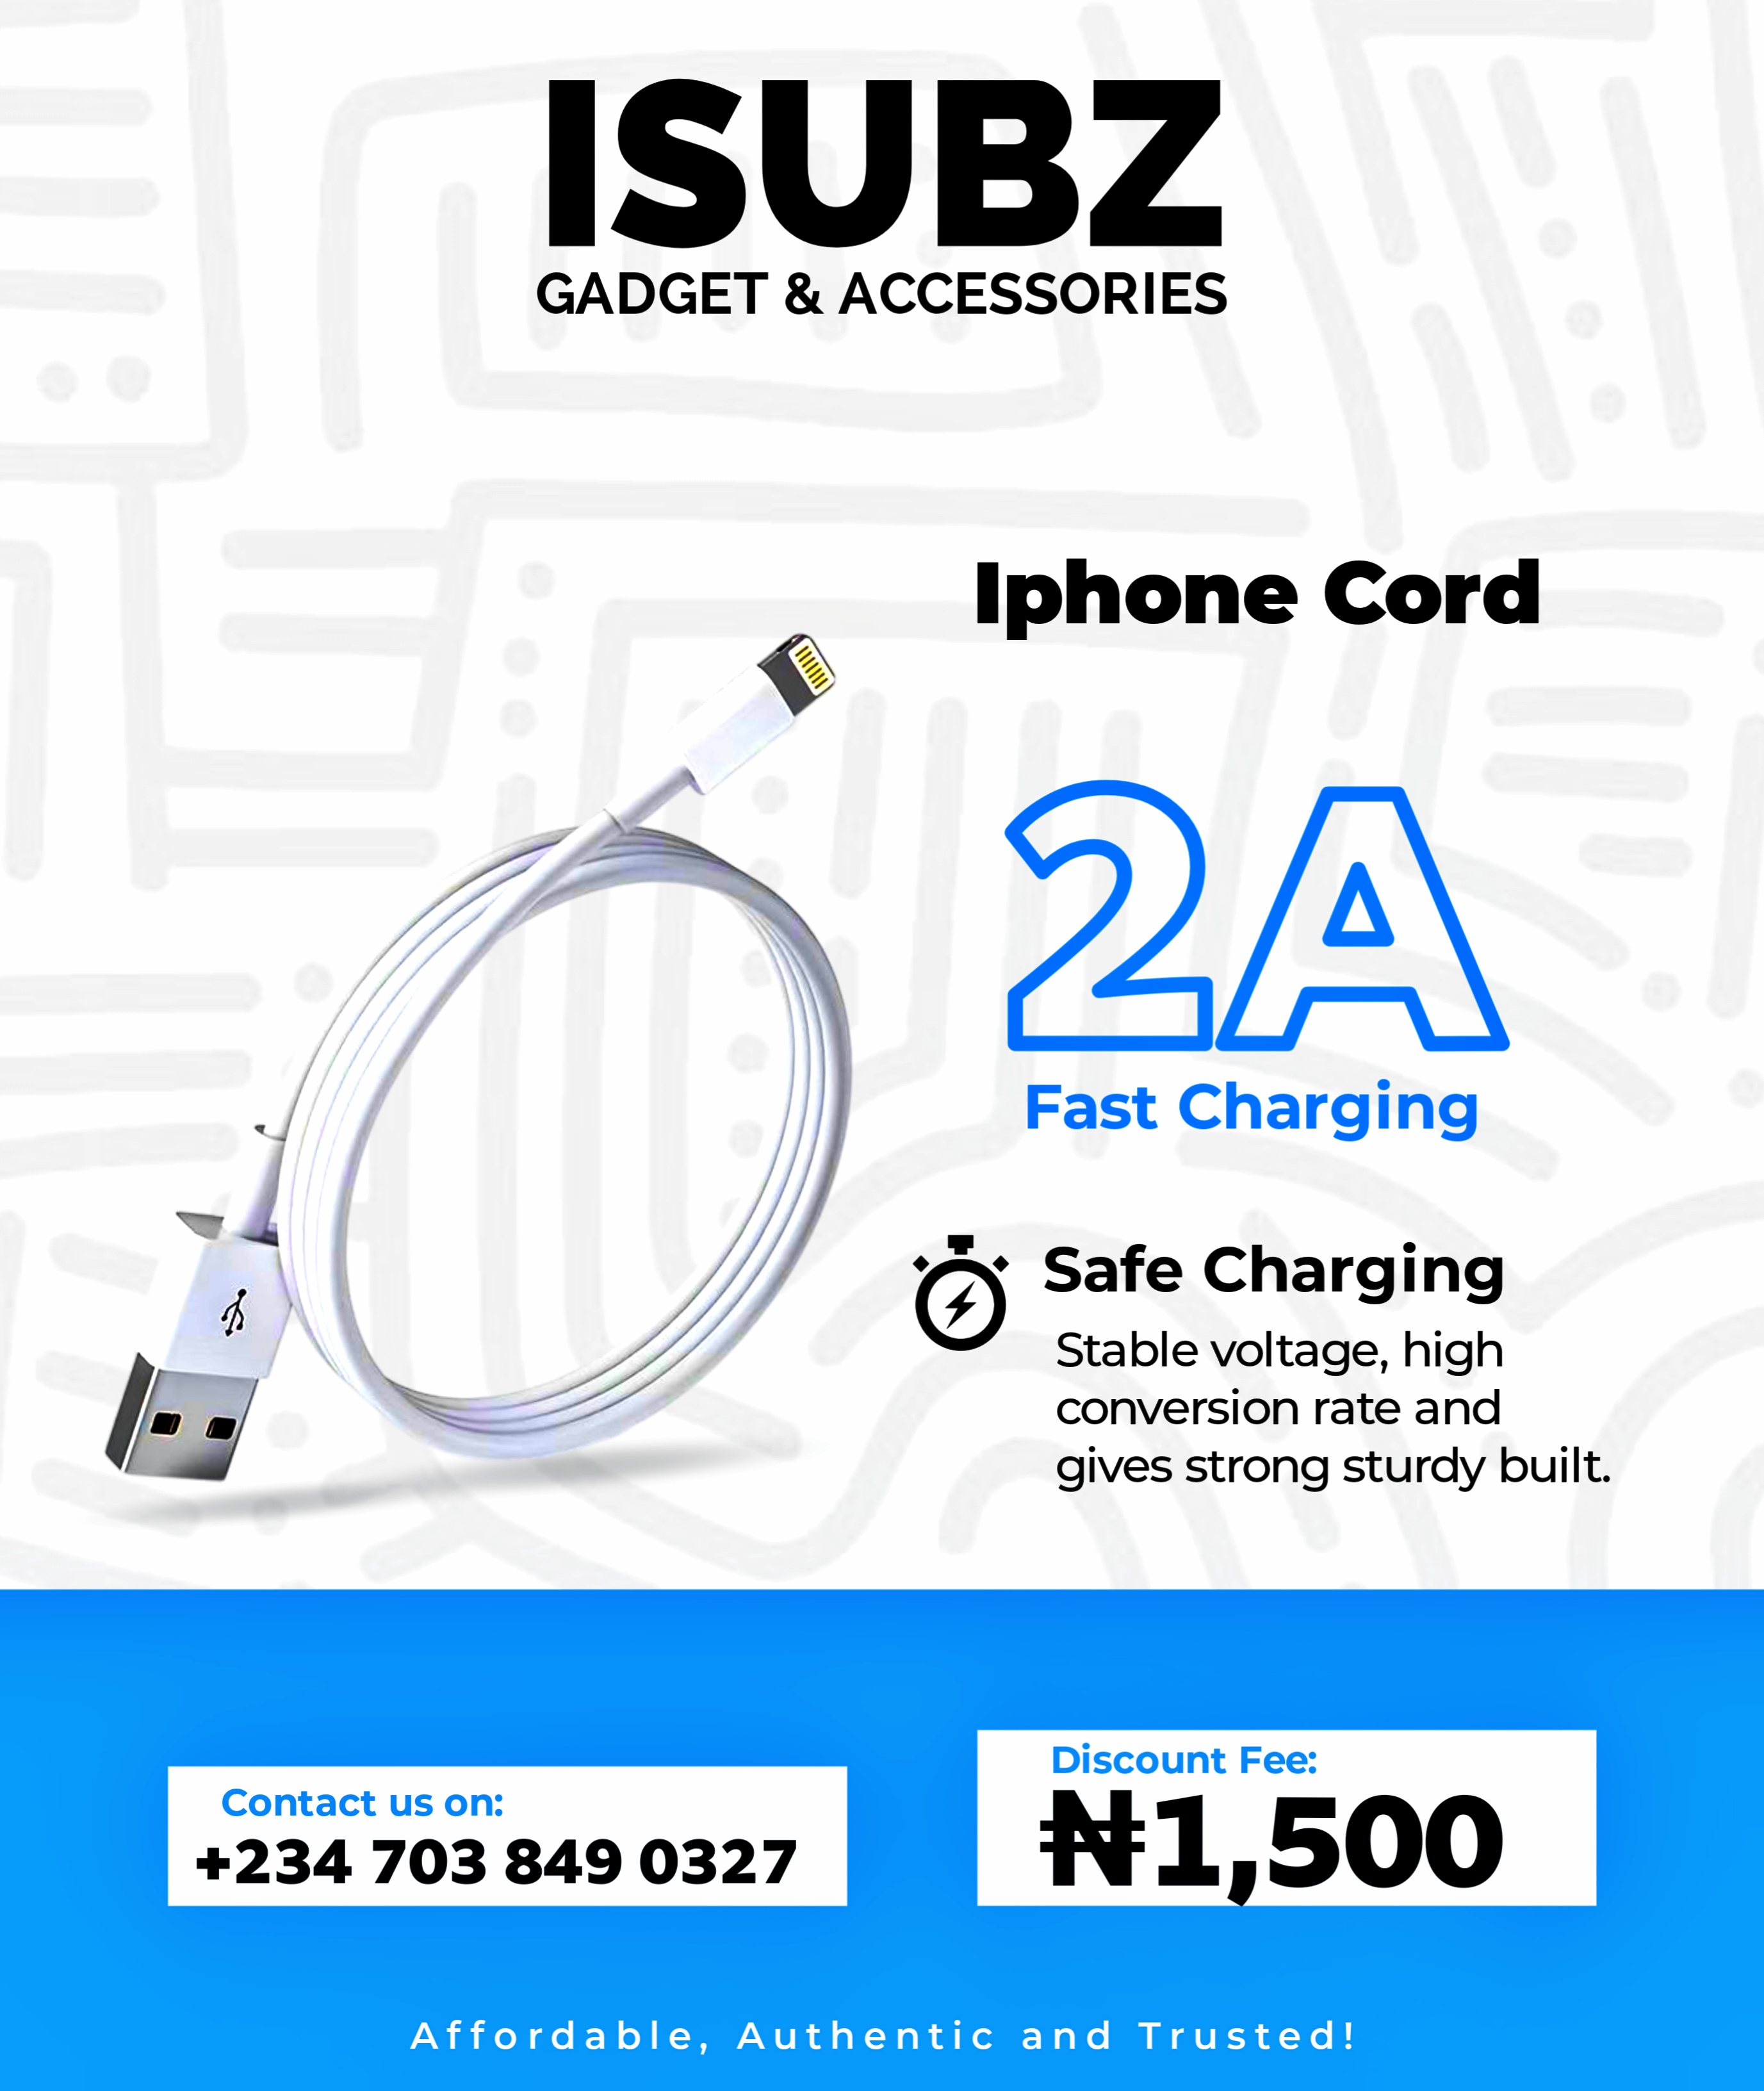 ISUBZ
GADGET & ACCESSORIES
Iphone Cord
2A
Fast Charging
Safe Charging
Stable voltage, high
conversion rate and
gives strong sturdy built.
Contact us on:
+234 703 849 0327
Discount Fee:
₦1,500
Affordable, Authentic and Trusted!